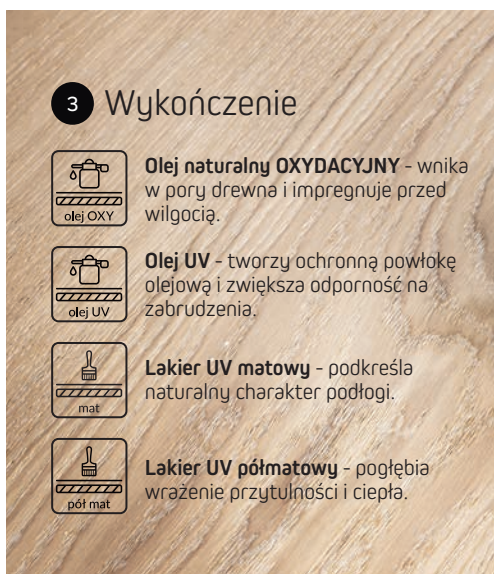 3 Wykończenie
olej OXY
Olej naturalny OXYDACYJNY - wnika
w pory drewna i impregnuje przed
wilgocią.
olej UV
Olej UV - tworzy ochronną powłokę
olejową i zwiększa odporność na
zabrudzenia.
mat
Lakier UV matowy - podkreśla
naturalny charakter podłogi.
pół mat
Lakier UV półmatowy - pogłębia
wrażenie przytulności i ciepła.